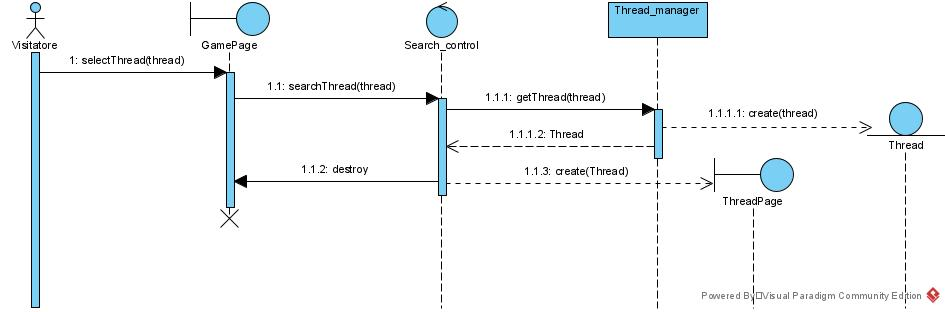 Visitatore
GamePage
Search_control
Thread_manager
1: selectThread(thread)
1.1: searchThread(thread)
1.1.1: getThread(thread)
1.1.1.1: create(thread)
Thread
1.1.1.2: Thread
1.1.2: destroy
1.1.3: create(Thread)
ThreadPage
Powered By Visual Paradigm Community Edition